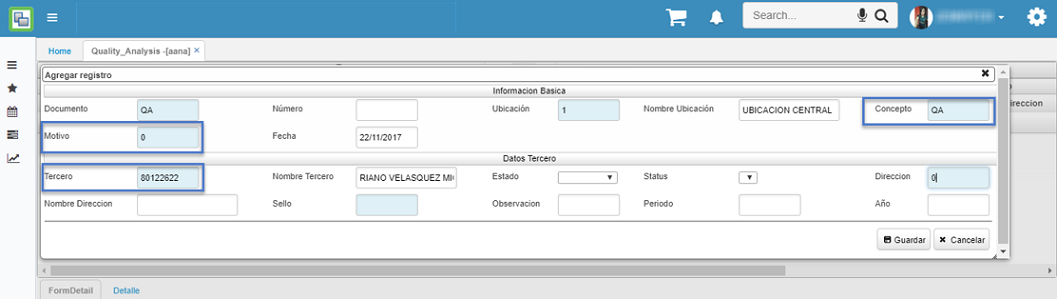 Search...
Home Quality_Analysis -[aana] ×
Agregar registro
Informacion Basica
Documento QA Número Ubicación 1 Nombre Ubicación UBICACION CENTRAL Concepto QA
Motivo 0 Fecha 22/11/2017
Datos Tercero
Tercero 80122622 Nombre Tercero RIANO VELASQUEZ Estado Status Direccion 0
Nombre Direccion Sello Observacion Periodo Año
Guardar Cancelar
FormDetail Detalle